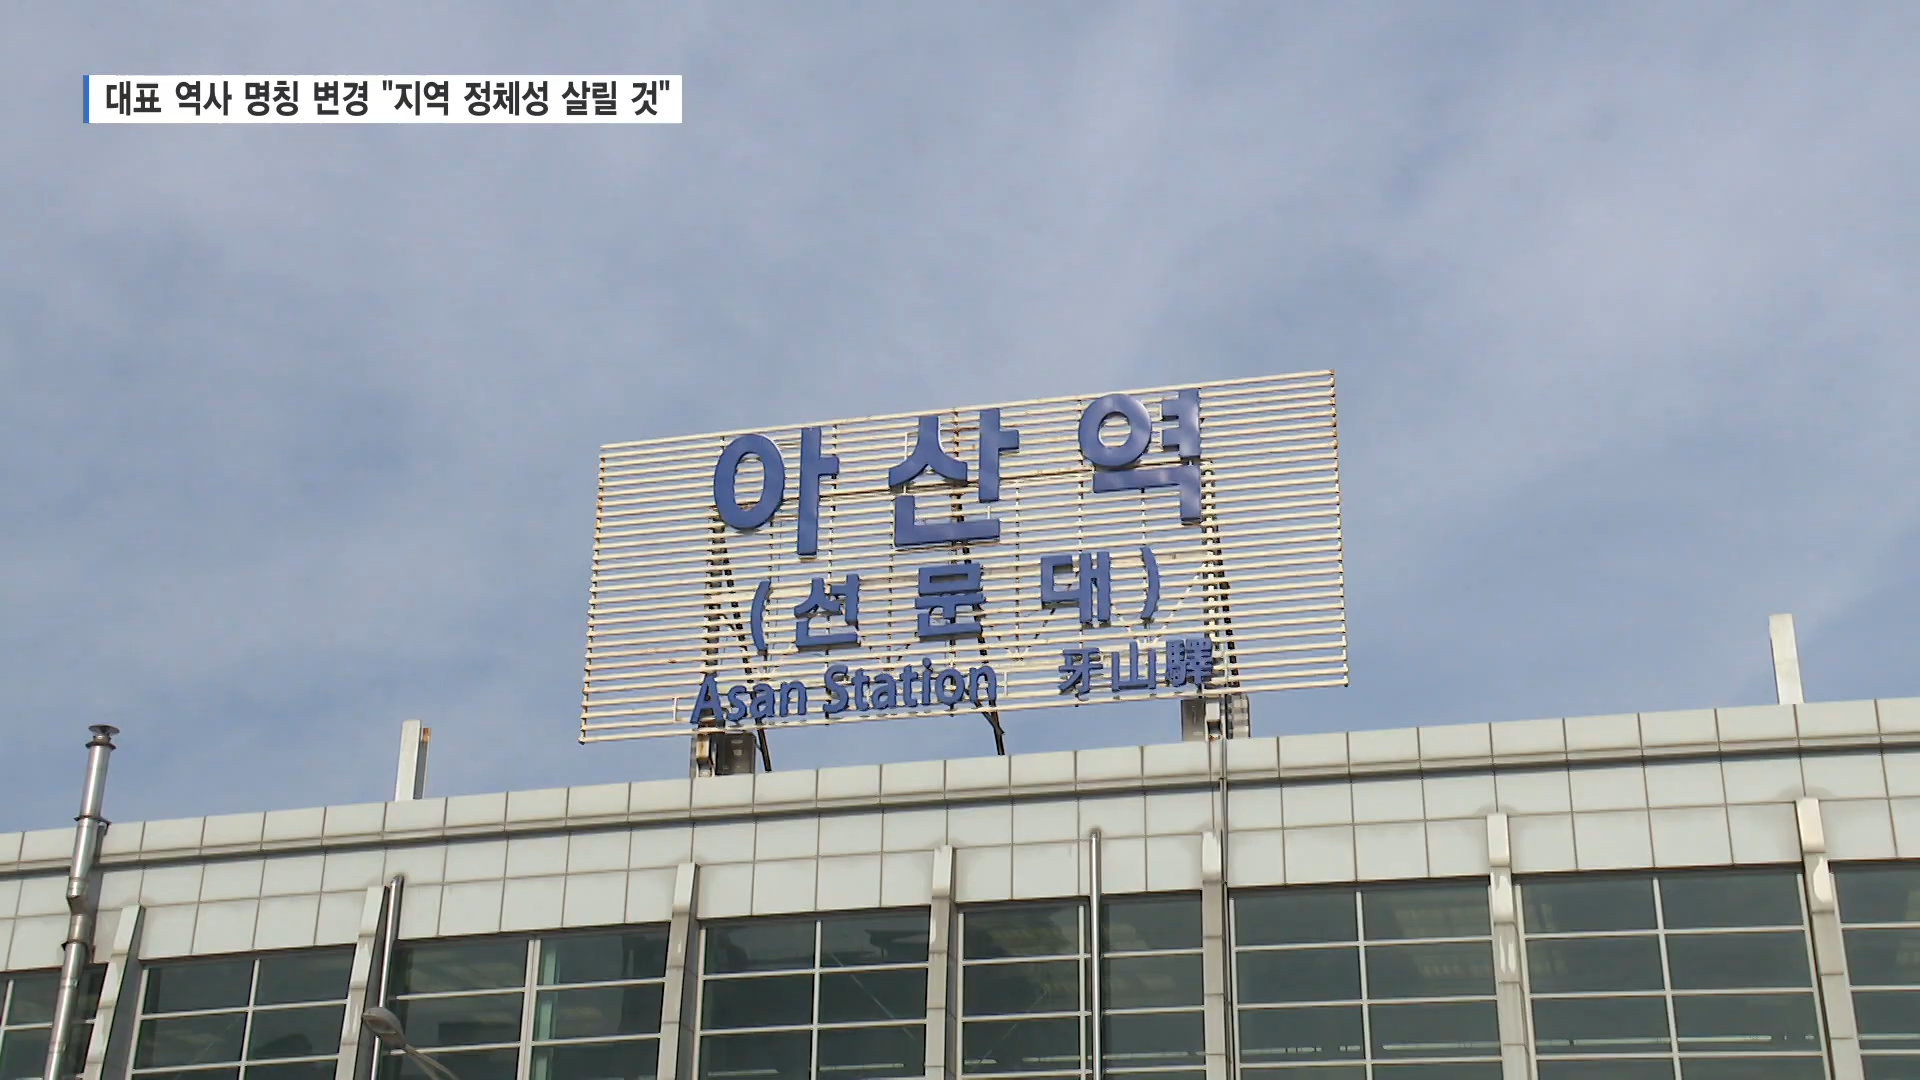 대표 역사 명칭 변경 "지역 정체성 살릴 것"
아산역
(선문대)
Asan Station 牙山驛